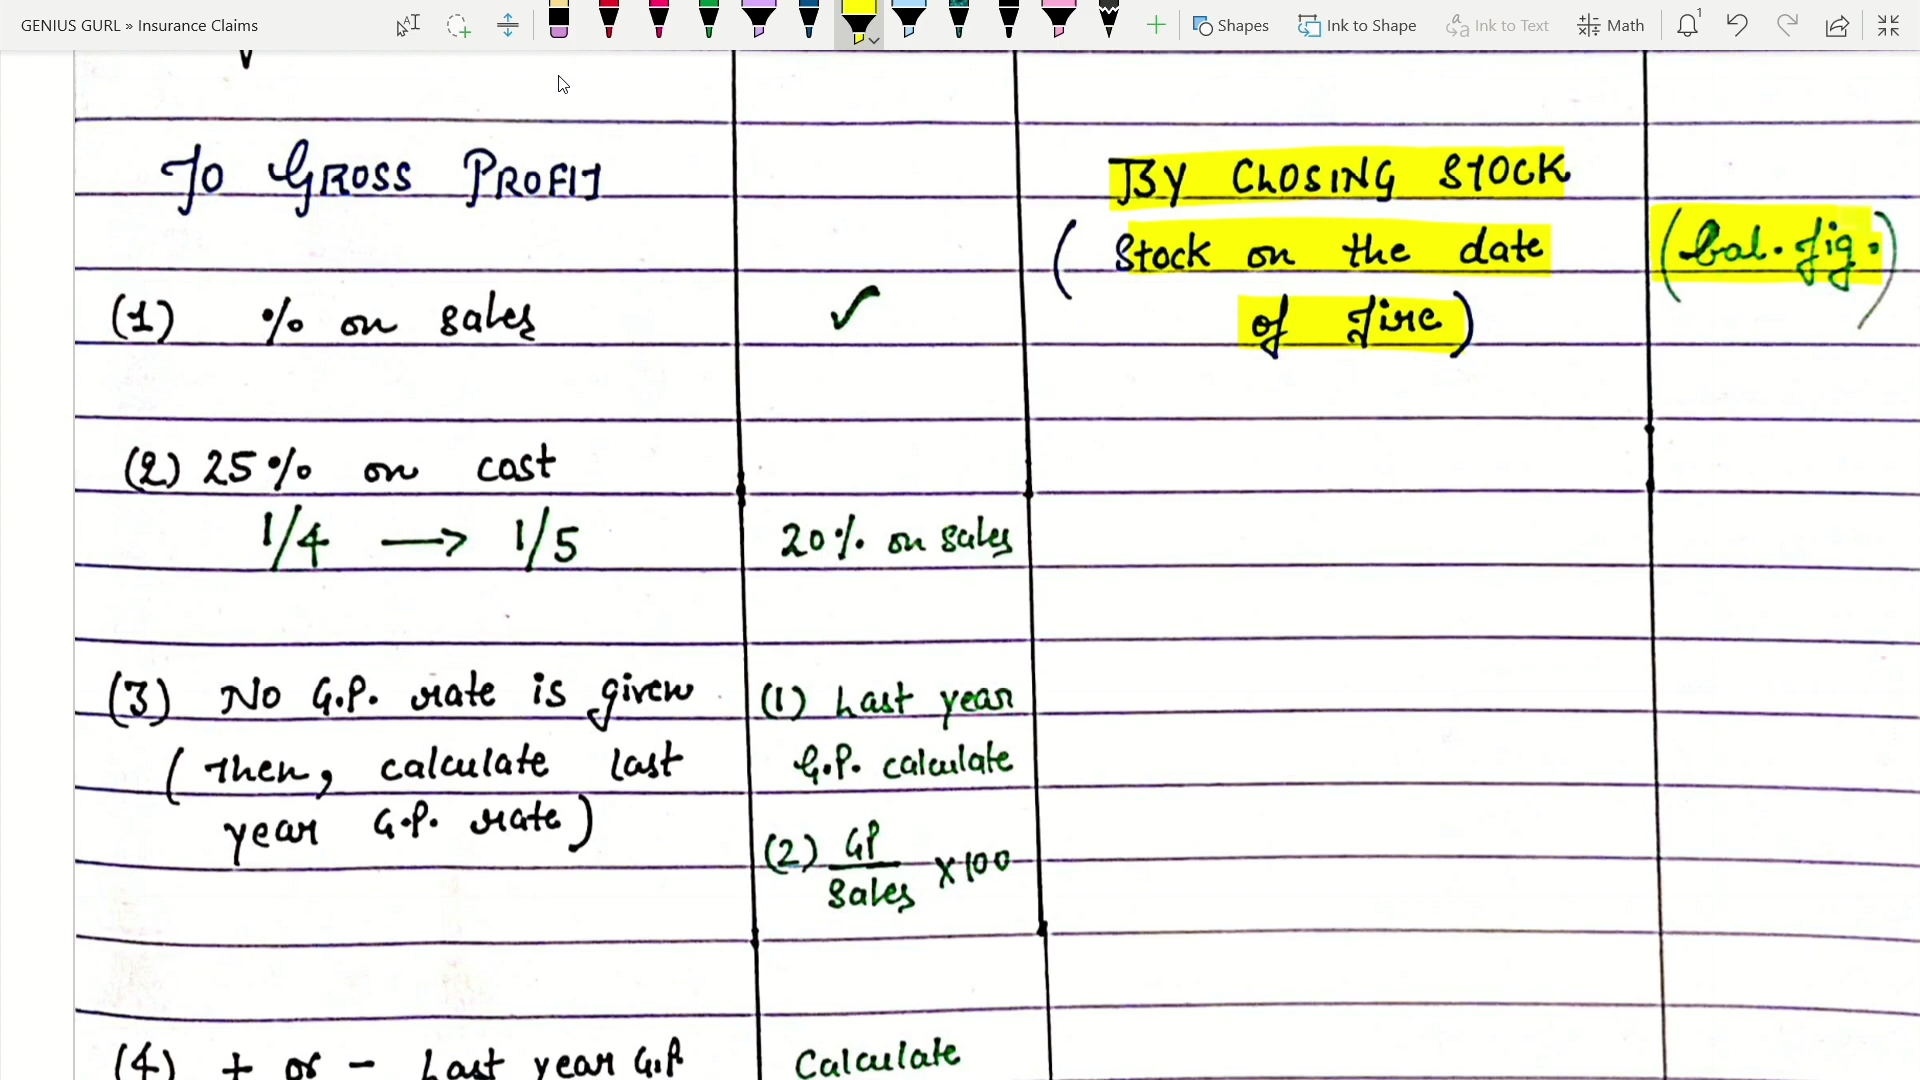 GENIUS GURL » Insurance Claims
Shapes
Ink to Shape
Ink to Text
Math
1
To GROSS PROFIT
(1) % on sales ✓
(2) 25% on cost
1/4 → 1/5 20% on sales
(3) No G.P. rate is given
(Then, calculate last
year G.P. rate)
(1) Last year
G.P. calculate
(2) GP
Sales × 100
(4) + or - Last year G.P
Calculate
BY CLOSING STOCK
(Stock on the date
of fire)
(bal. fig.)